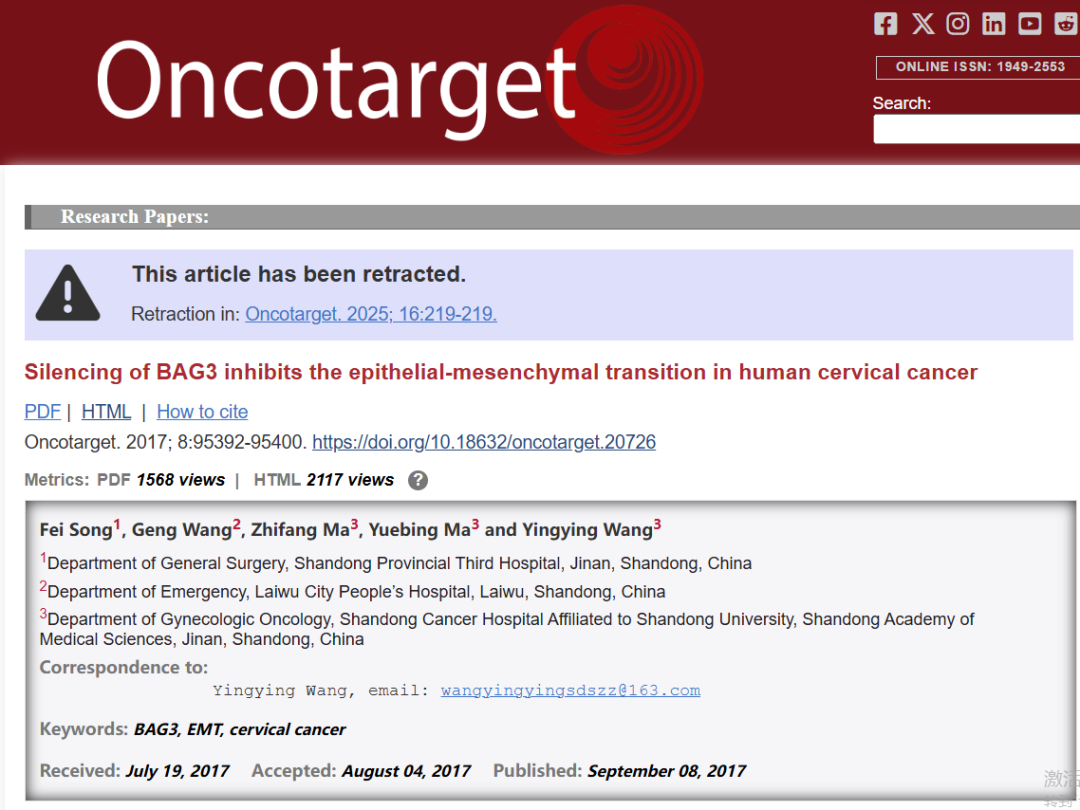 Oncotarget
ONLINE ISSN: 1949-2553
Search:
Research Papers:
This article has been retracted.
Retraction in: Oncotarget. 2025; 16:219-219.
Silencing of BAG3 inhibits the epithelial-mesenchymal transition in human cervical cancer
PDF | HTML | How to cite
Oncotarget. 2017; 8:95392-95400. https://doi.org/10.18632/oncotarget.20726
Metrics: PDF 1568 views | HTML 2117 views ?
Fei Song1, Geng Wang2, Zhifang Ma3, Yuebing Ma3 and Yingying Wang3
1Department of General Surgery, Shandong Provincial Third Hospital, Jinan, Shandong, China
2Department of Emergency, Laiwu City People's Hospital, Laiwu, Shandong, China
3Department of Gynecologic Oncology, Shandong Cancer Hospital Affiliated to Shandong University, Shandong Academy of
Medical Sciences, Jinan, Shandong, China
Correspondence to:
Yingying Wang, email: wangyingyingsdszz@163.com
Keywords: BAG3, EMT, cervical cancer
Received: July 19, 2017 Accepted: August 04, 2017 Published: September 08, 2017
激活